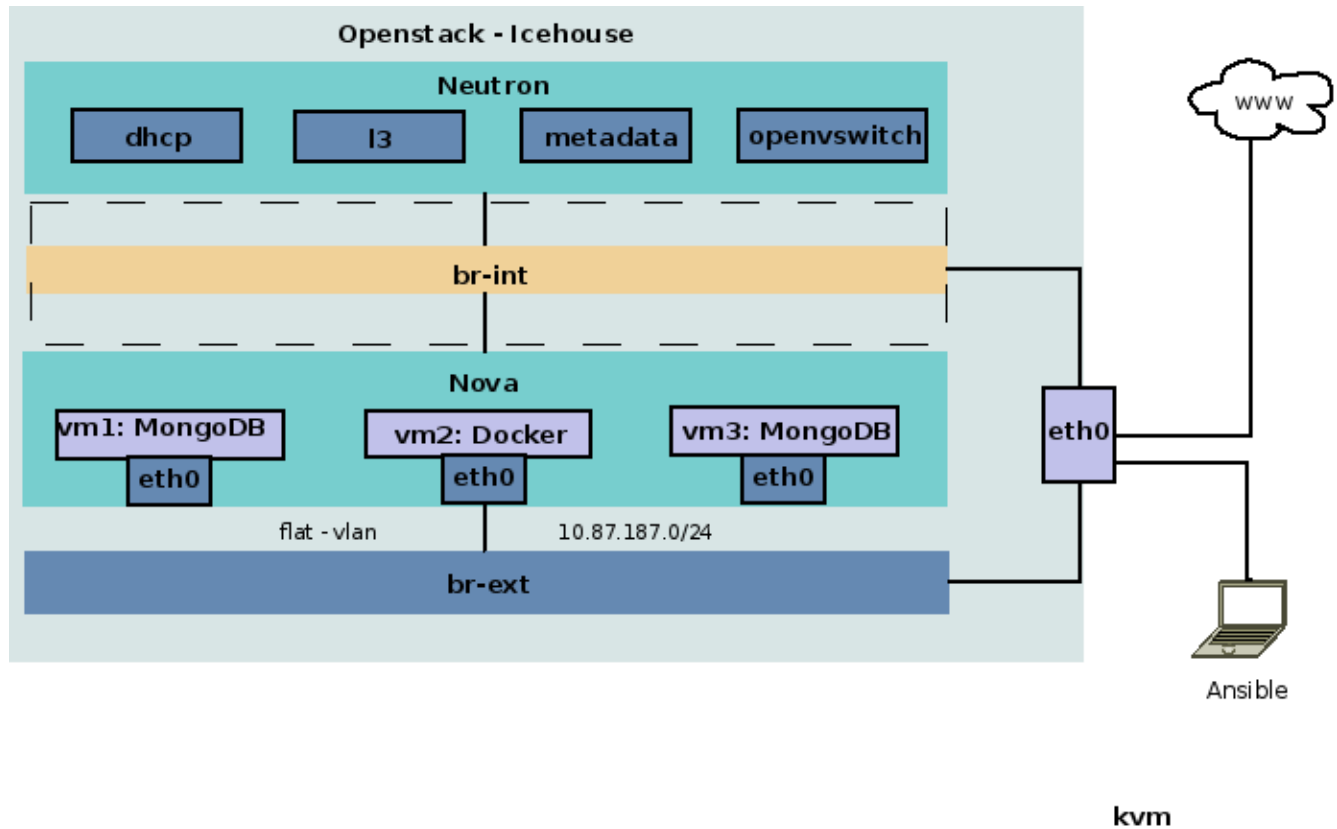 Openstack - Icehouse
Neutron
dhcp
l3
metadata
openvswitch
www
br-int
Nova
vm1: MongoDB
vm2: Docker
vm3: MongoDB
eth0
eth0
eth0
eth0
flat - vlan
10.87.187.0/24
br-ext
Ansible
kvm